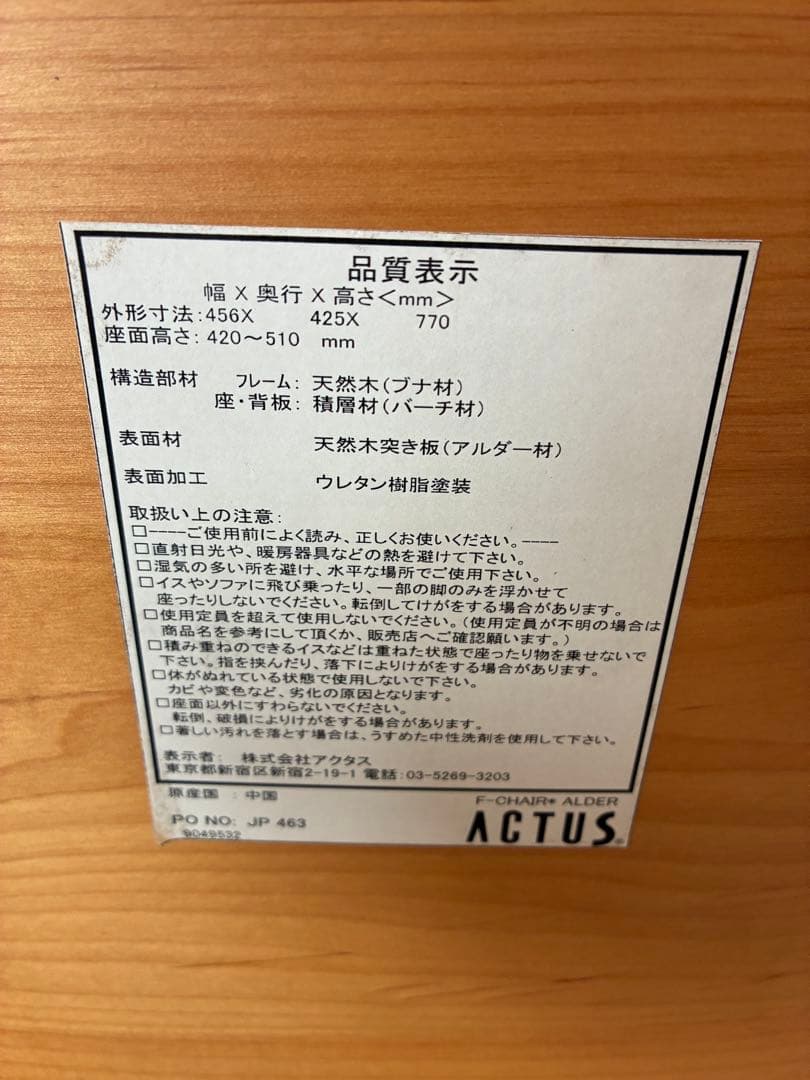 品質表示
幅 X 奥行 X 高さ<mm>
外形寸法:456X 425X 770
座面高さ: 420～510 mm
構造部材 フレーム: 天然木(ブナ材)
座・背板: 積層材(バーチ材)
表面材 天然木突き板(アルダー材)
表面加工 ウレタン樹脂塗装
取扱い上の注意:
□----ご使用前によく読み、正しくお使いください。----
□直射日光や、暖房器具などの熱を避けて下さい。
□湿気の多い所を避け、水平な場所でご使用下さい。
□イスやソファに飛び乗ったり、一部の脚のみを浮かせて
座ったりしないでください。転倒してけがをする場合があります。
□使用定員を超えて使用しないでください。(使用定員が不明の場合は
商品名を参考にして頂くか、販売店へご確認願います。)
□積み重ねのできるイスなどは重ねた状態で座ったり物を乗せないで
下さい。指を挟んだり、落下によりけがをする場合があります。
□体がぬれている状態で使用しないで下さい。
カビや変色など、劣化の原因となります。
□座面以外にすわらないでください。
転倒、破損によりけがをする場合があります。
□著しい汚れを落とす場合は、うすめた中性洗剤を使用して下さい。
表示者: 株式会社アクタス
東京都新宿区新宿2-19-1 電話:03-5269-3203
原産国 : 中国
F-CHAIR* ALDER
PO NO: JP 463
ACTUS®
9049532